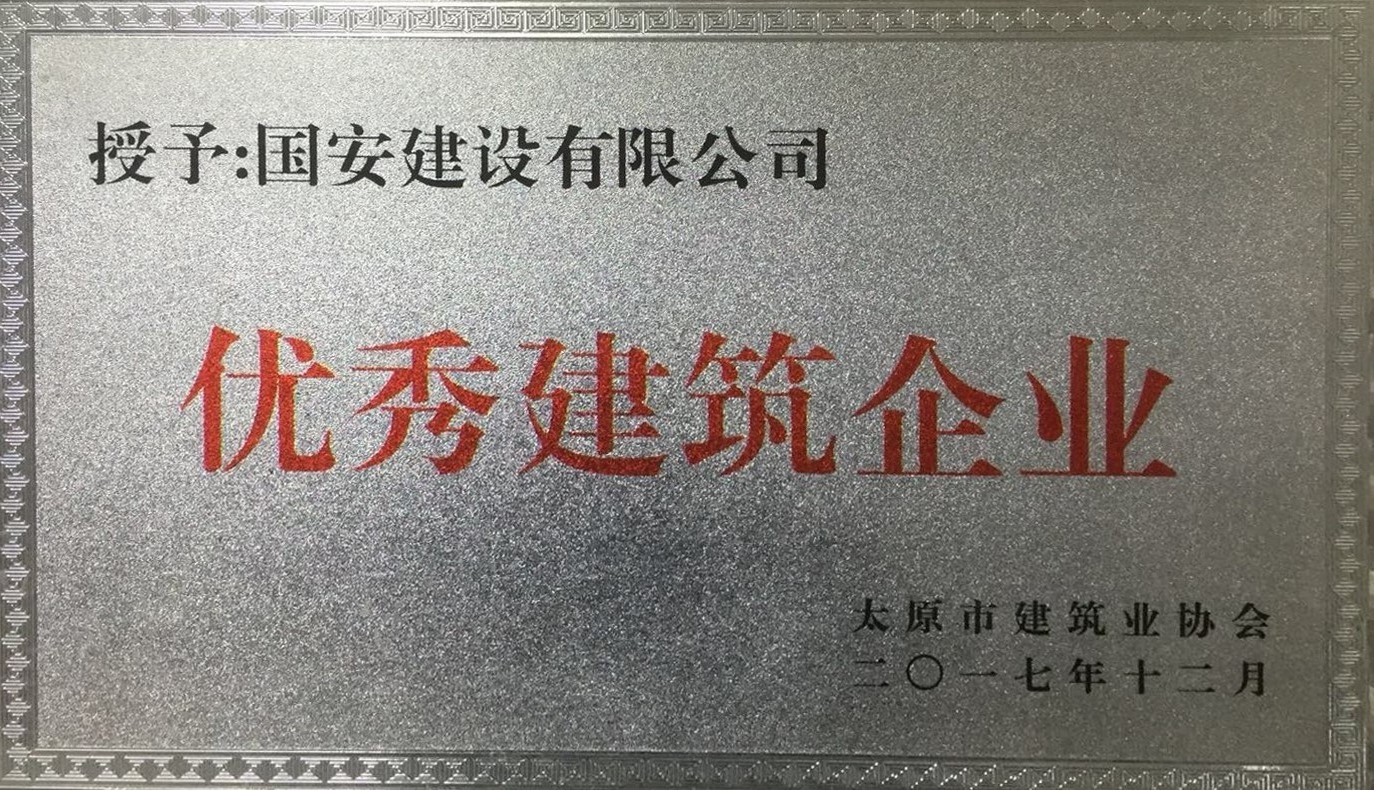 授予:国安建设有限公司
优秀建筑企业
太原市建筑业协会
二〇一七年十二月